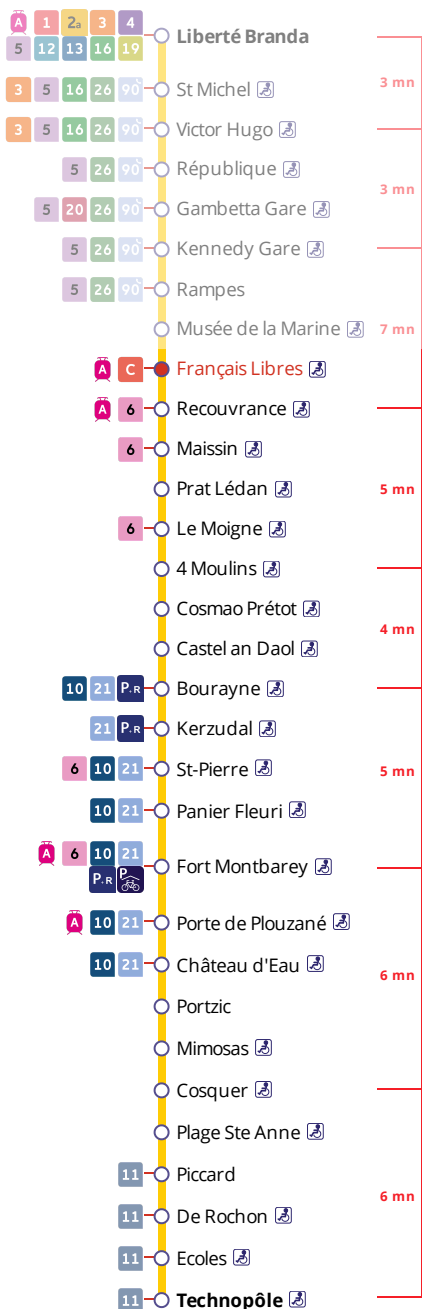 A 1 2a 3 4
5 12 13 16 19
Liberté Branda
3 mn
3 5 16 26 90 St Michel
3 5 16 26 90 Victor Hugo
5 26 90 République
3 mn
5 20 26 90 Gambetta Gare
5 26 90 Kennedy Gare
5 26 90 Rampes
Musée de la Marine 7 mn
A C Français Libres
A 6 Recouvrance
6 Maissin
Prat Lédan 5 mn
6 Le Moigne
4 Moulins
Cosmao Prétot
4 mn
Castel an Daol
10 21 P.R Bourayne
21 P.R Kerzudal
6 10 21 St-Pierre 5 mn
10 21 Panier Fleuri
A 6 10 21
P.R P
Fort Montbarey
A 10 21 Porte de Plouzané
10 21 Château d'Eau
6 mn
Portzic
Mimosas
Cosquer
Plage Ste Anne
11 Piccard
6 mn
11 De Rochon
11 Ecoles
11 Technopôle